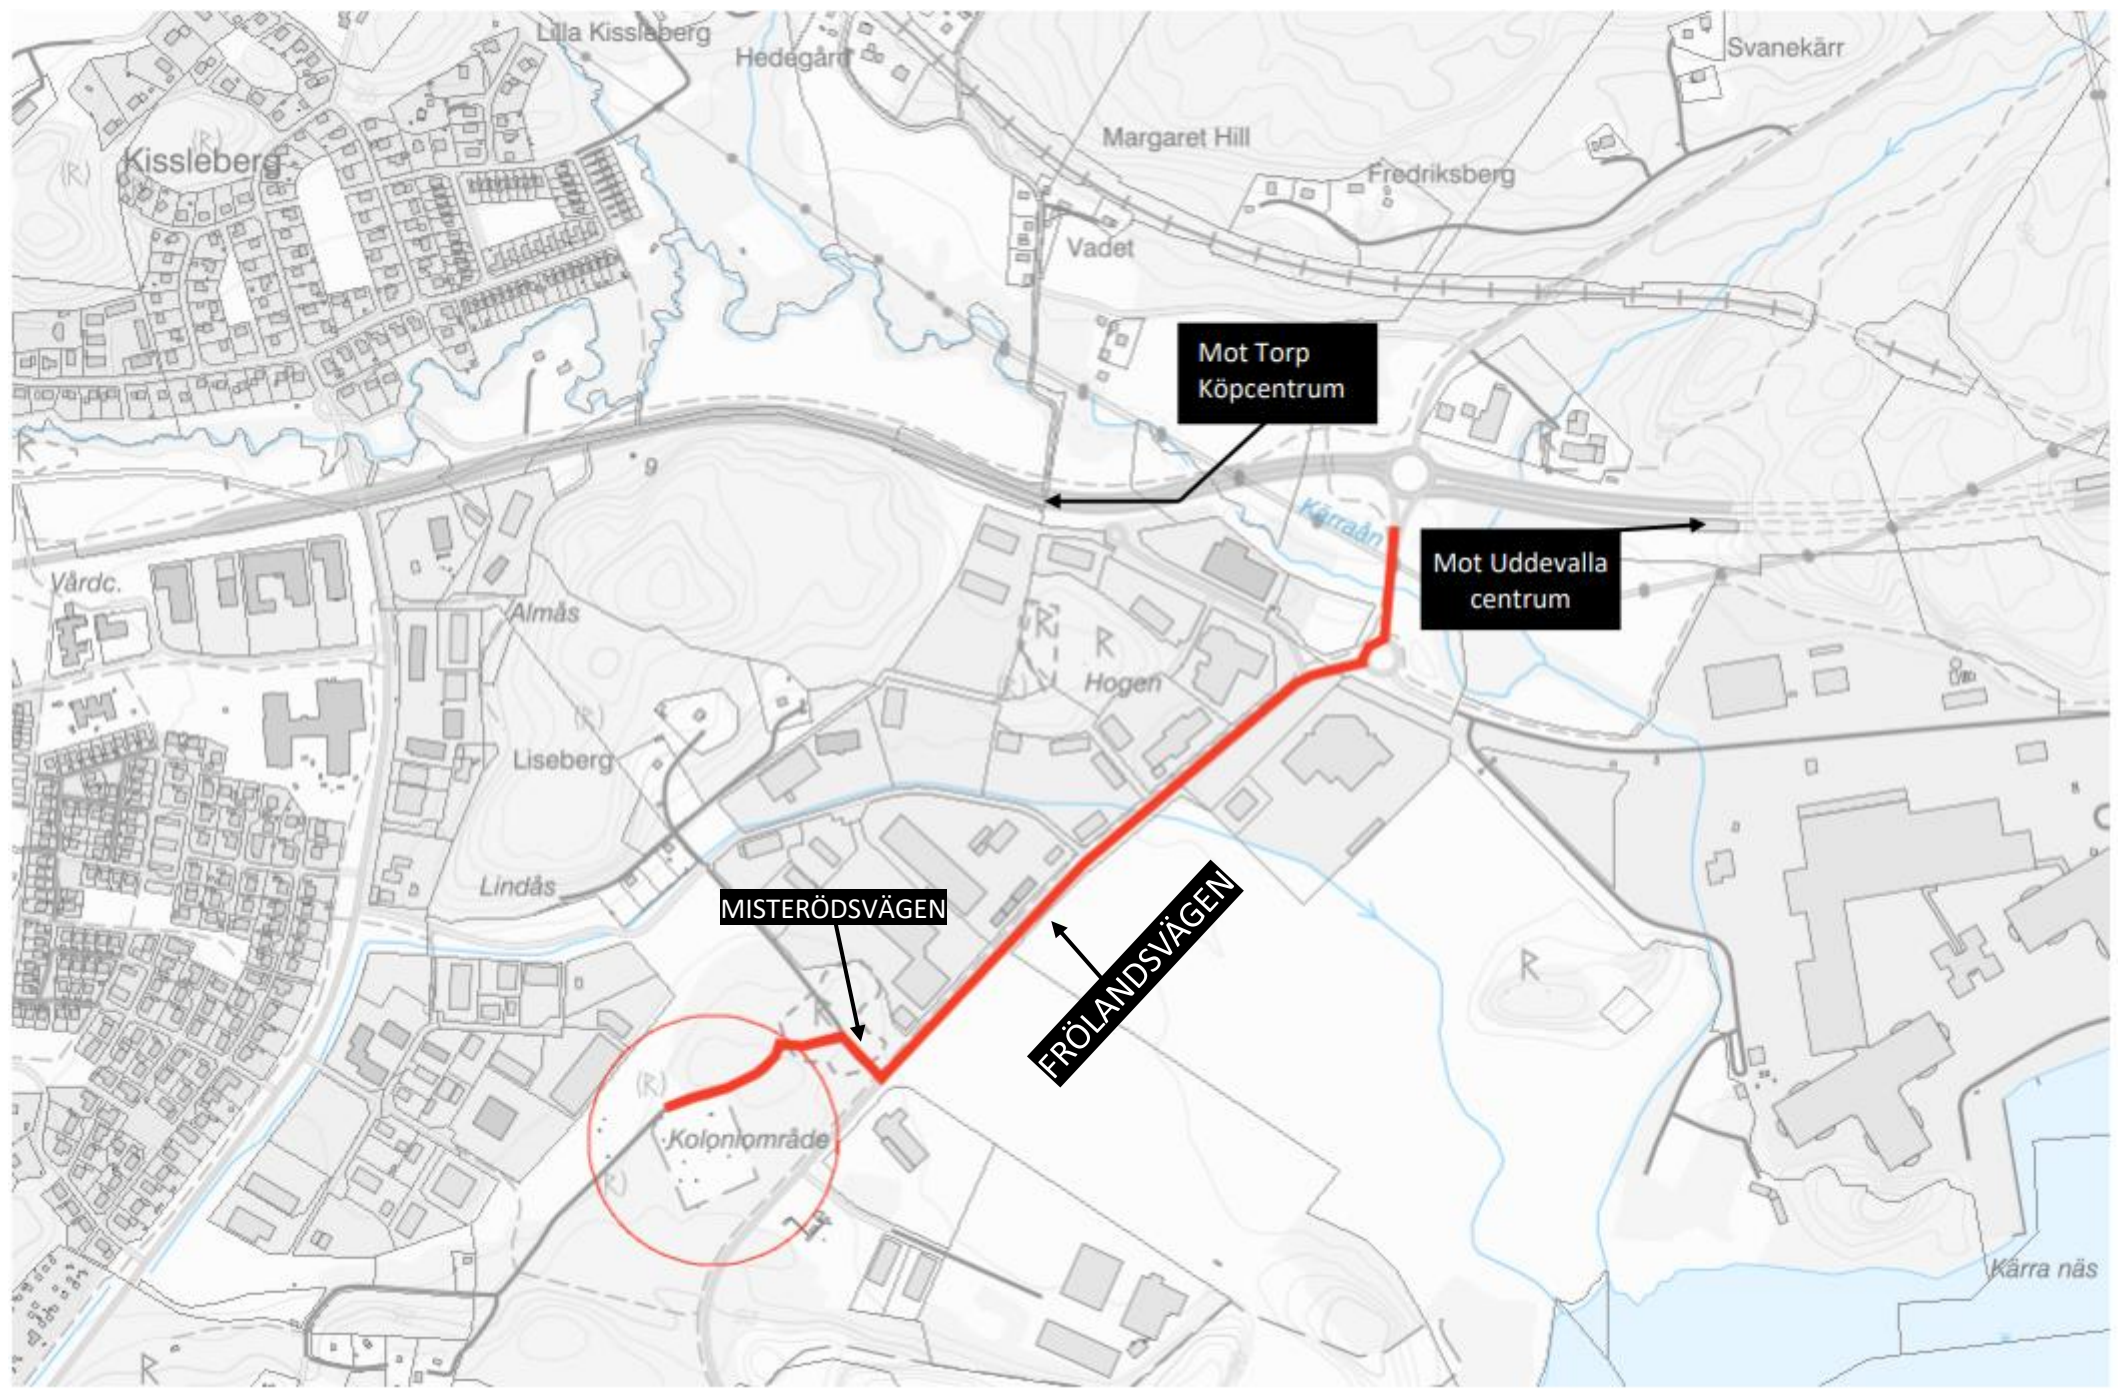 Lilla Kissleberg
Hedegård
Svanekärr
Margaret Hill
(R)
Kissleberg
(R)
Fredriksberg
Vadet
Mot Torp
Köpcentrum
R
9
Kärraån
Mot Uddevalla
centrum
Vårdc.
Almås
R
R
Hogen
(R)
Liseberg
Lindås
MISTERÖDSVÄGEN
FRÖLANDSVÄGEN
R
R
(R)
Koloniområde
R)
Kärra näs
R